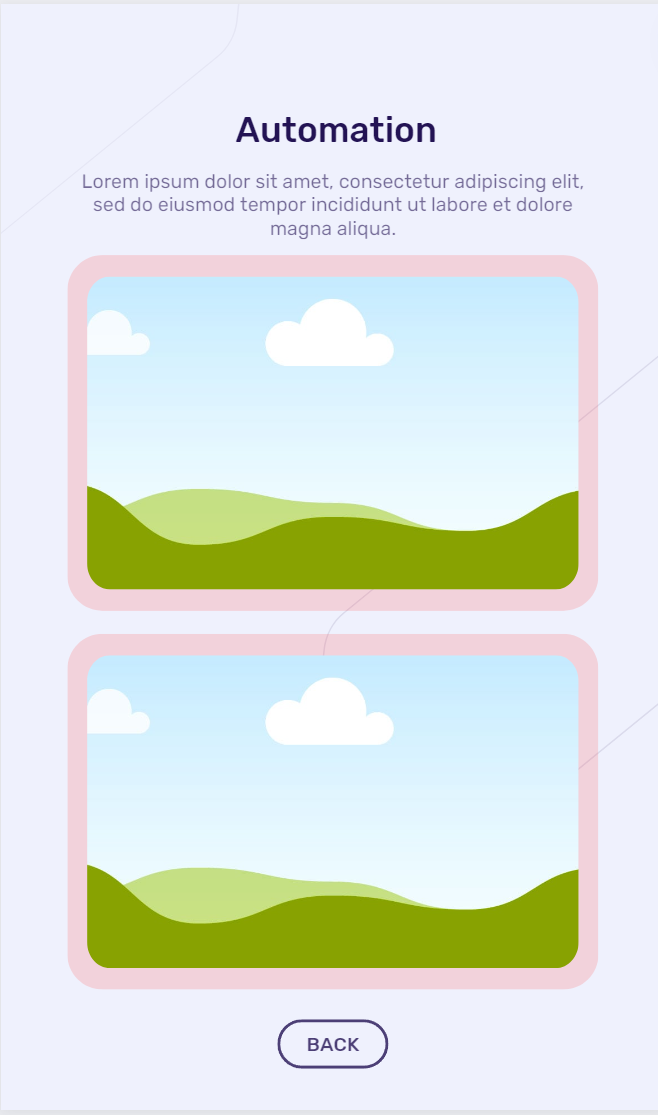 Automation
Lorem ipsum dolor sit amet, consectetur adipiscing elit,
sed do eiusmod tempor incididunt ut labore et dolore
magna aliqua.
BACK